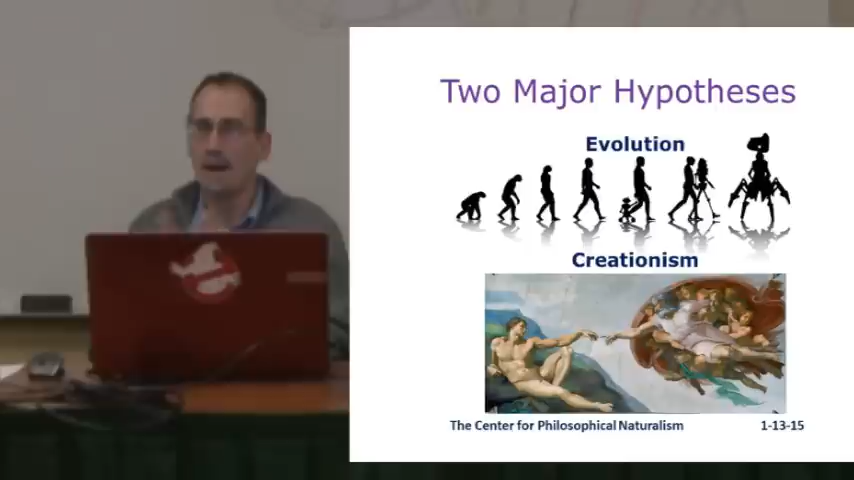 Two Major Hypotheses
Evolution
Creationism
The Center for Philosophical Naturalism 1-13-15